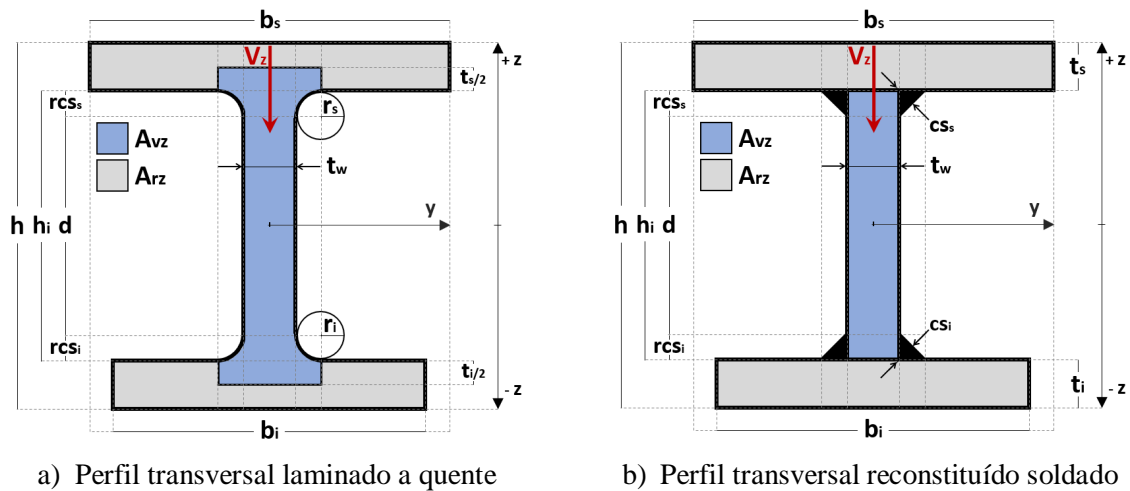 bs
Vz
+ z
ts/2
rcss
rs
Avz
Arz
tw
y
h hi d
ri
rcsi
ti/2
- z
bi
a) Perfil transversal laminado a quente
bs
Vz
ts
+ z
rcss
css
Avz
Arz
tw
y
h hi d
csi
rcsi
ti
- z
bi
b) Perfil transversal reconstituído soldado